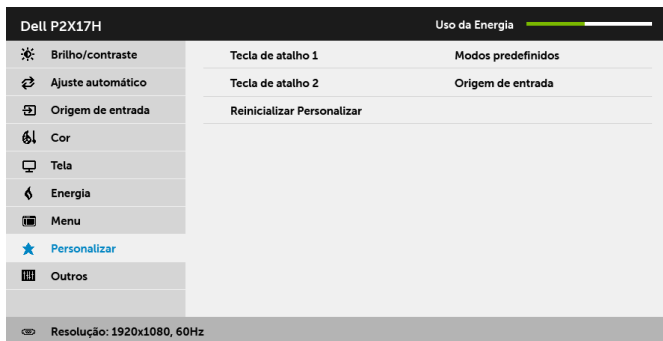 Dell P2X17H Uso da Energia
Brilho/contraste Tecla de atalho 1 Modos predefinidos
Ajuste automático Tecla de atalho 2 Origem de entrada
Origem de entrada Reinicializar Personalizar
Cor
Tela
Energia
Menu
Personalizar
Outros
Resolução: 1920x1080, 60Hz